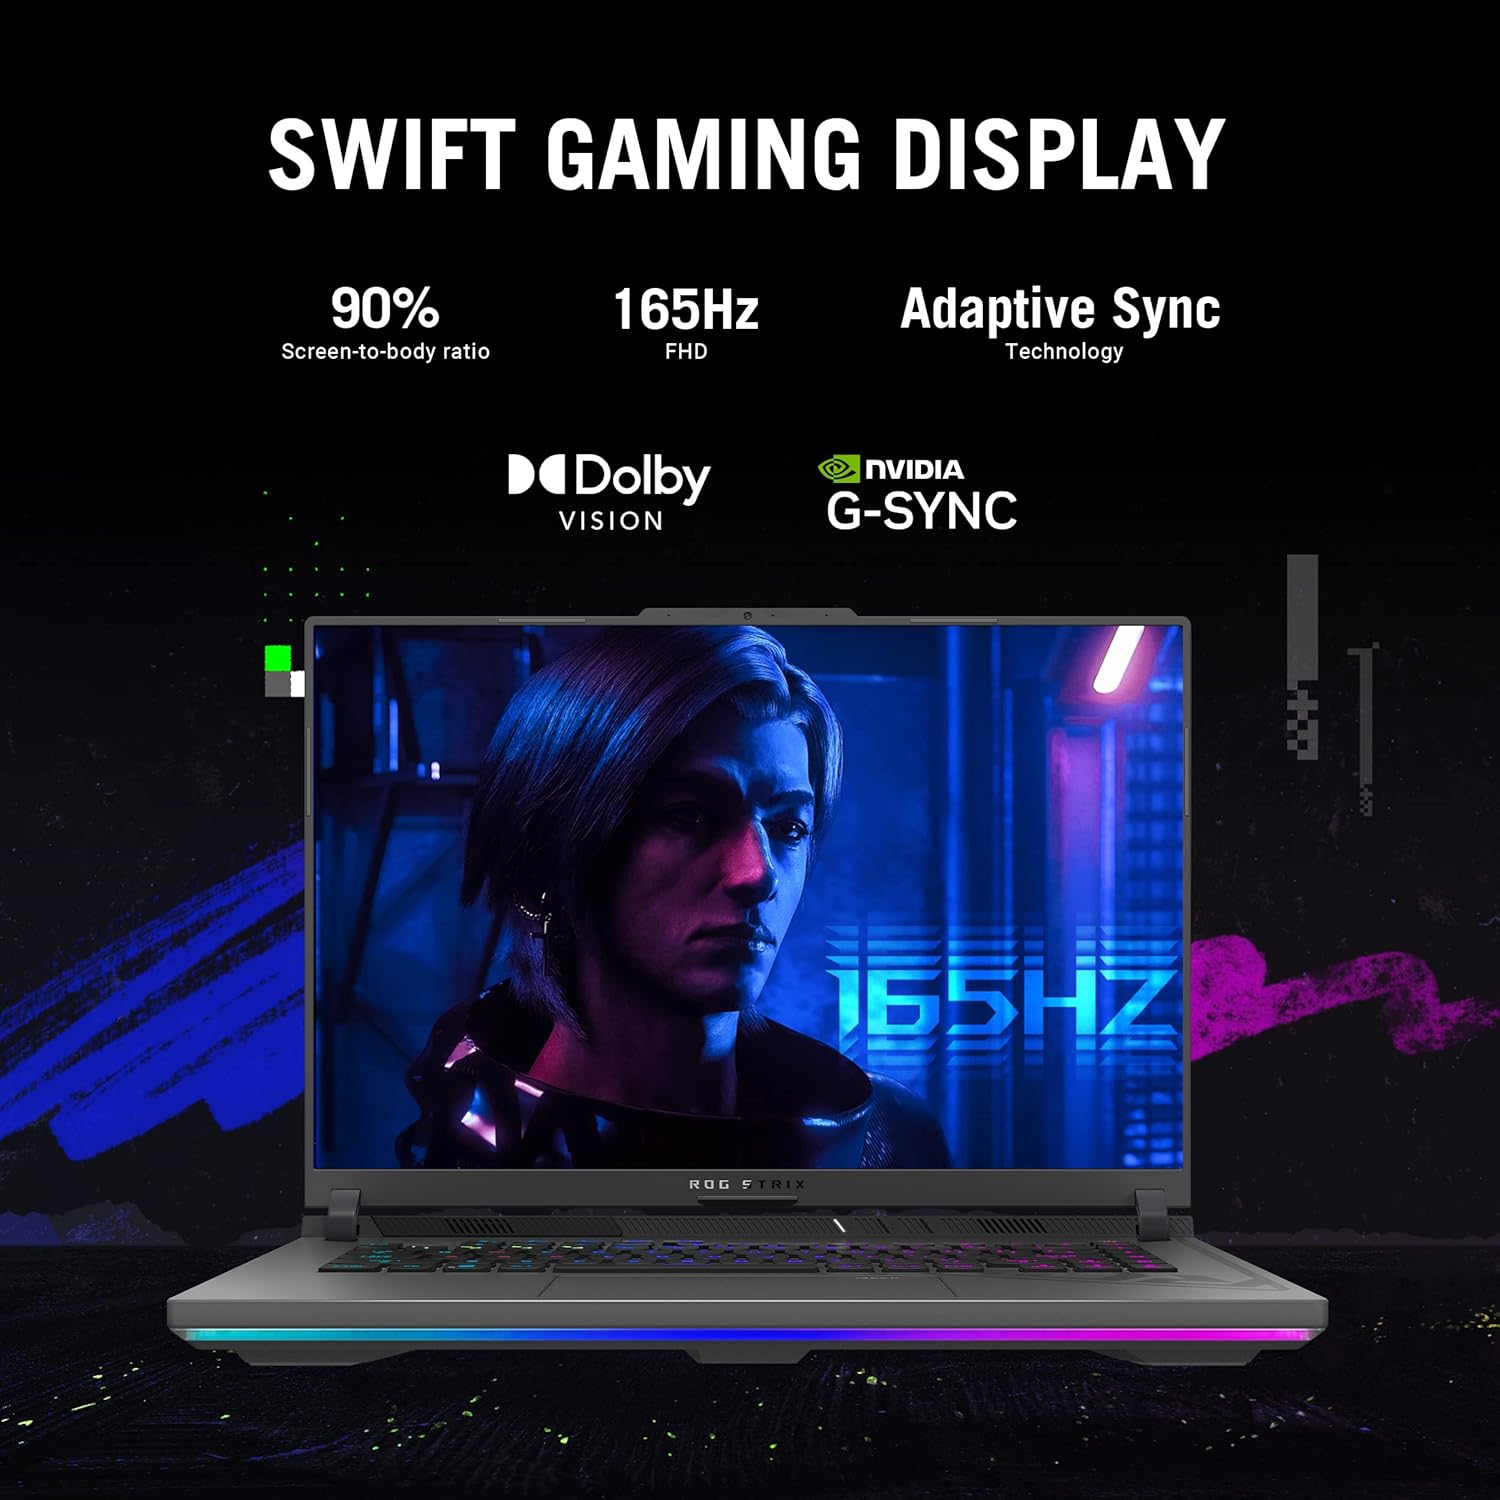 SWIFT GAMING DISPLAY
90% 165Hz Adaptive Sync
Screen-to-body ratio FHD Technology
Dolby
VISION
NVIDIA
G-SYNC
165HZ
ROG STRIX